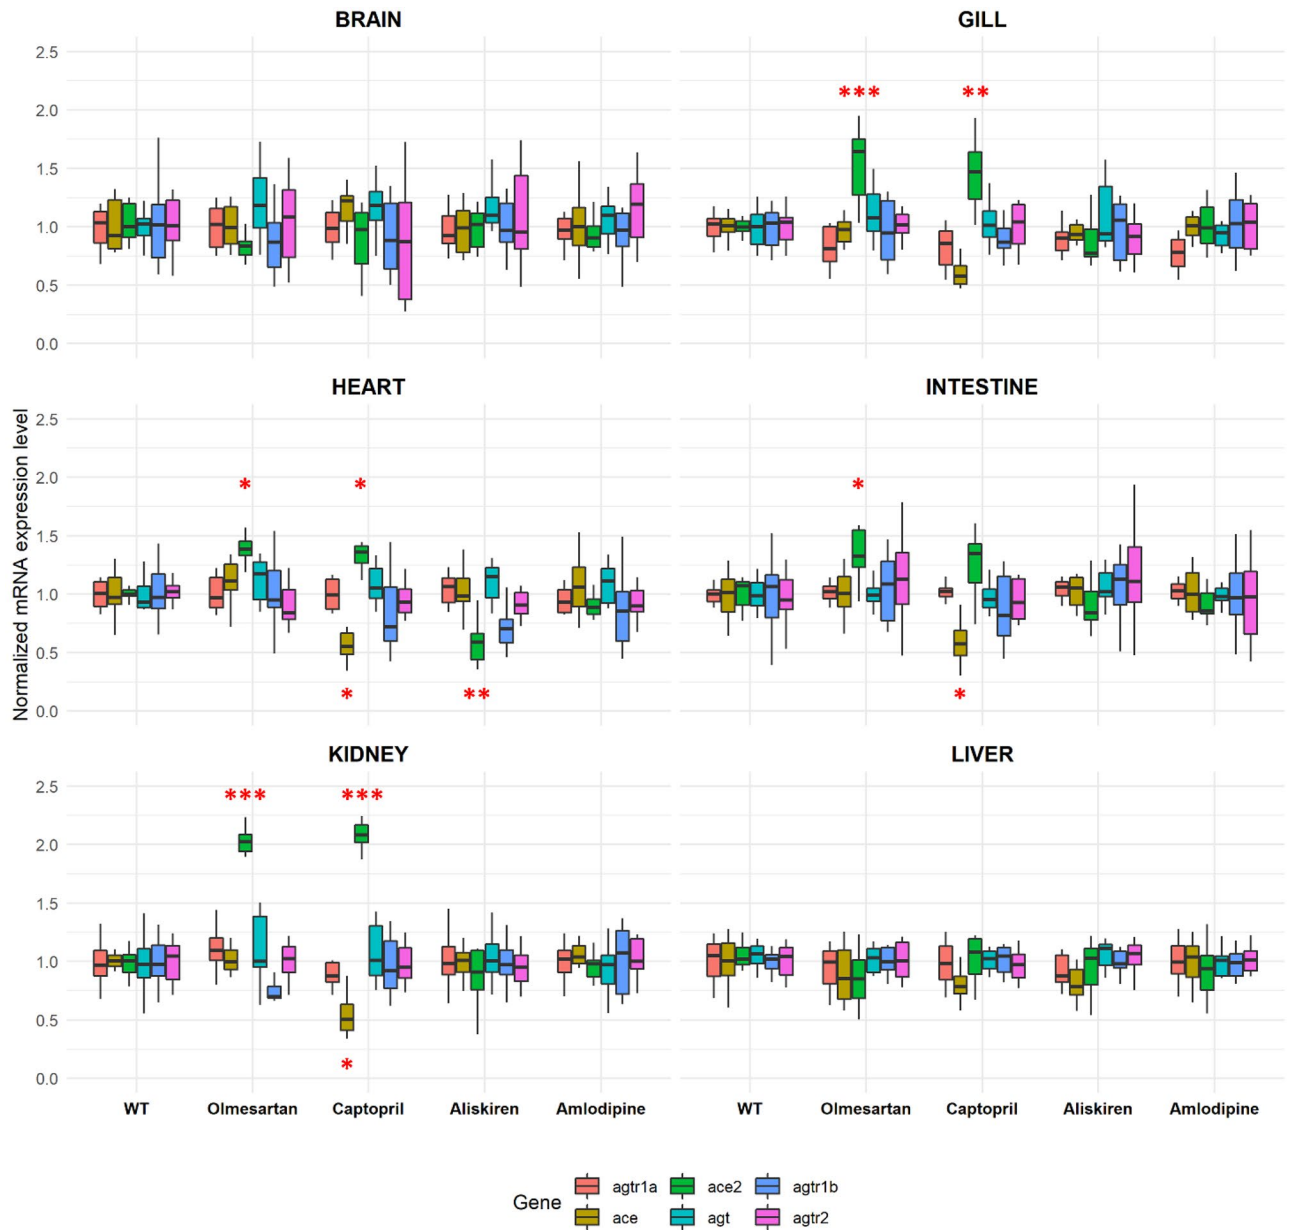 BRAIN
GILL
2.5
2.0
1.5
1.0
0.5
0.0
*** **
HEART
INTESTINE
Normalized mRNA expression level
2.5
2.0
1.5
1.0
0.5
0.0
* * *
* ** *
KIDNEY
LIVER
2.5
2.0
1.5
1.0
0.5
0.0
*** ***
*
WT Olmesartan Captopril Aliskiren Amlodipine
WT Olmesartan Captopril Aliskiren Amlodipine
Gene
agtr1a ace2 agtr1b
ace agt agtr2